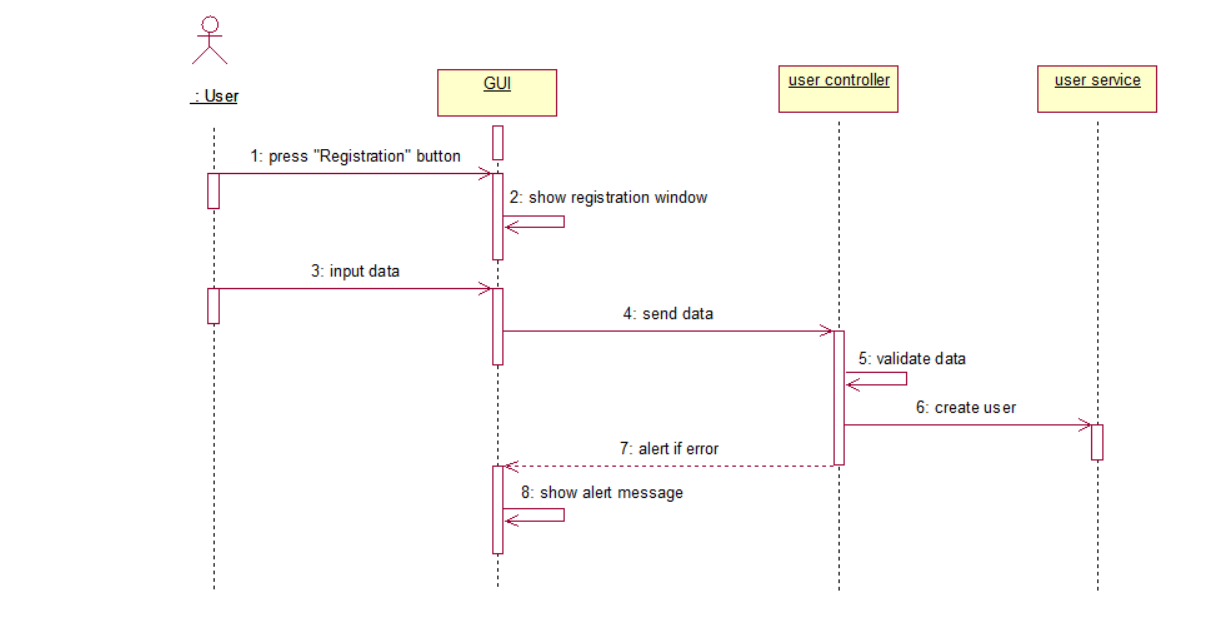 : User
GUI
user controller
user service
1: press "Registration" button
2: show registration window
3: input data
4: send data
5: validate data
6: create user
7: alert if error
8: show alert message